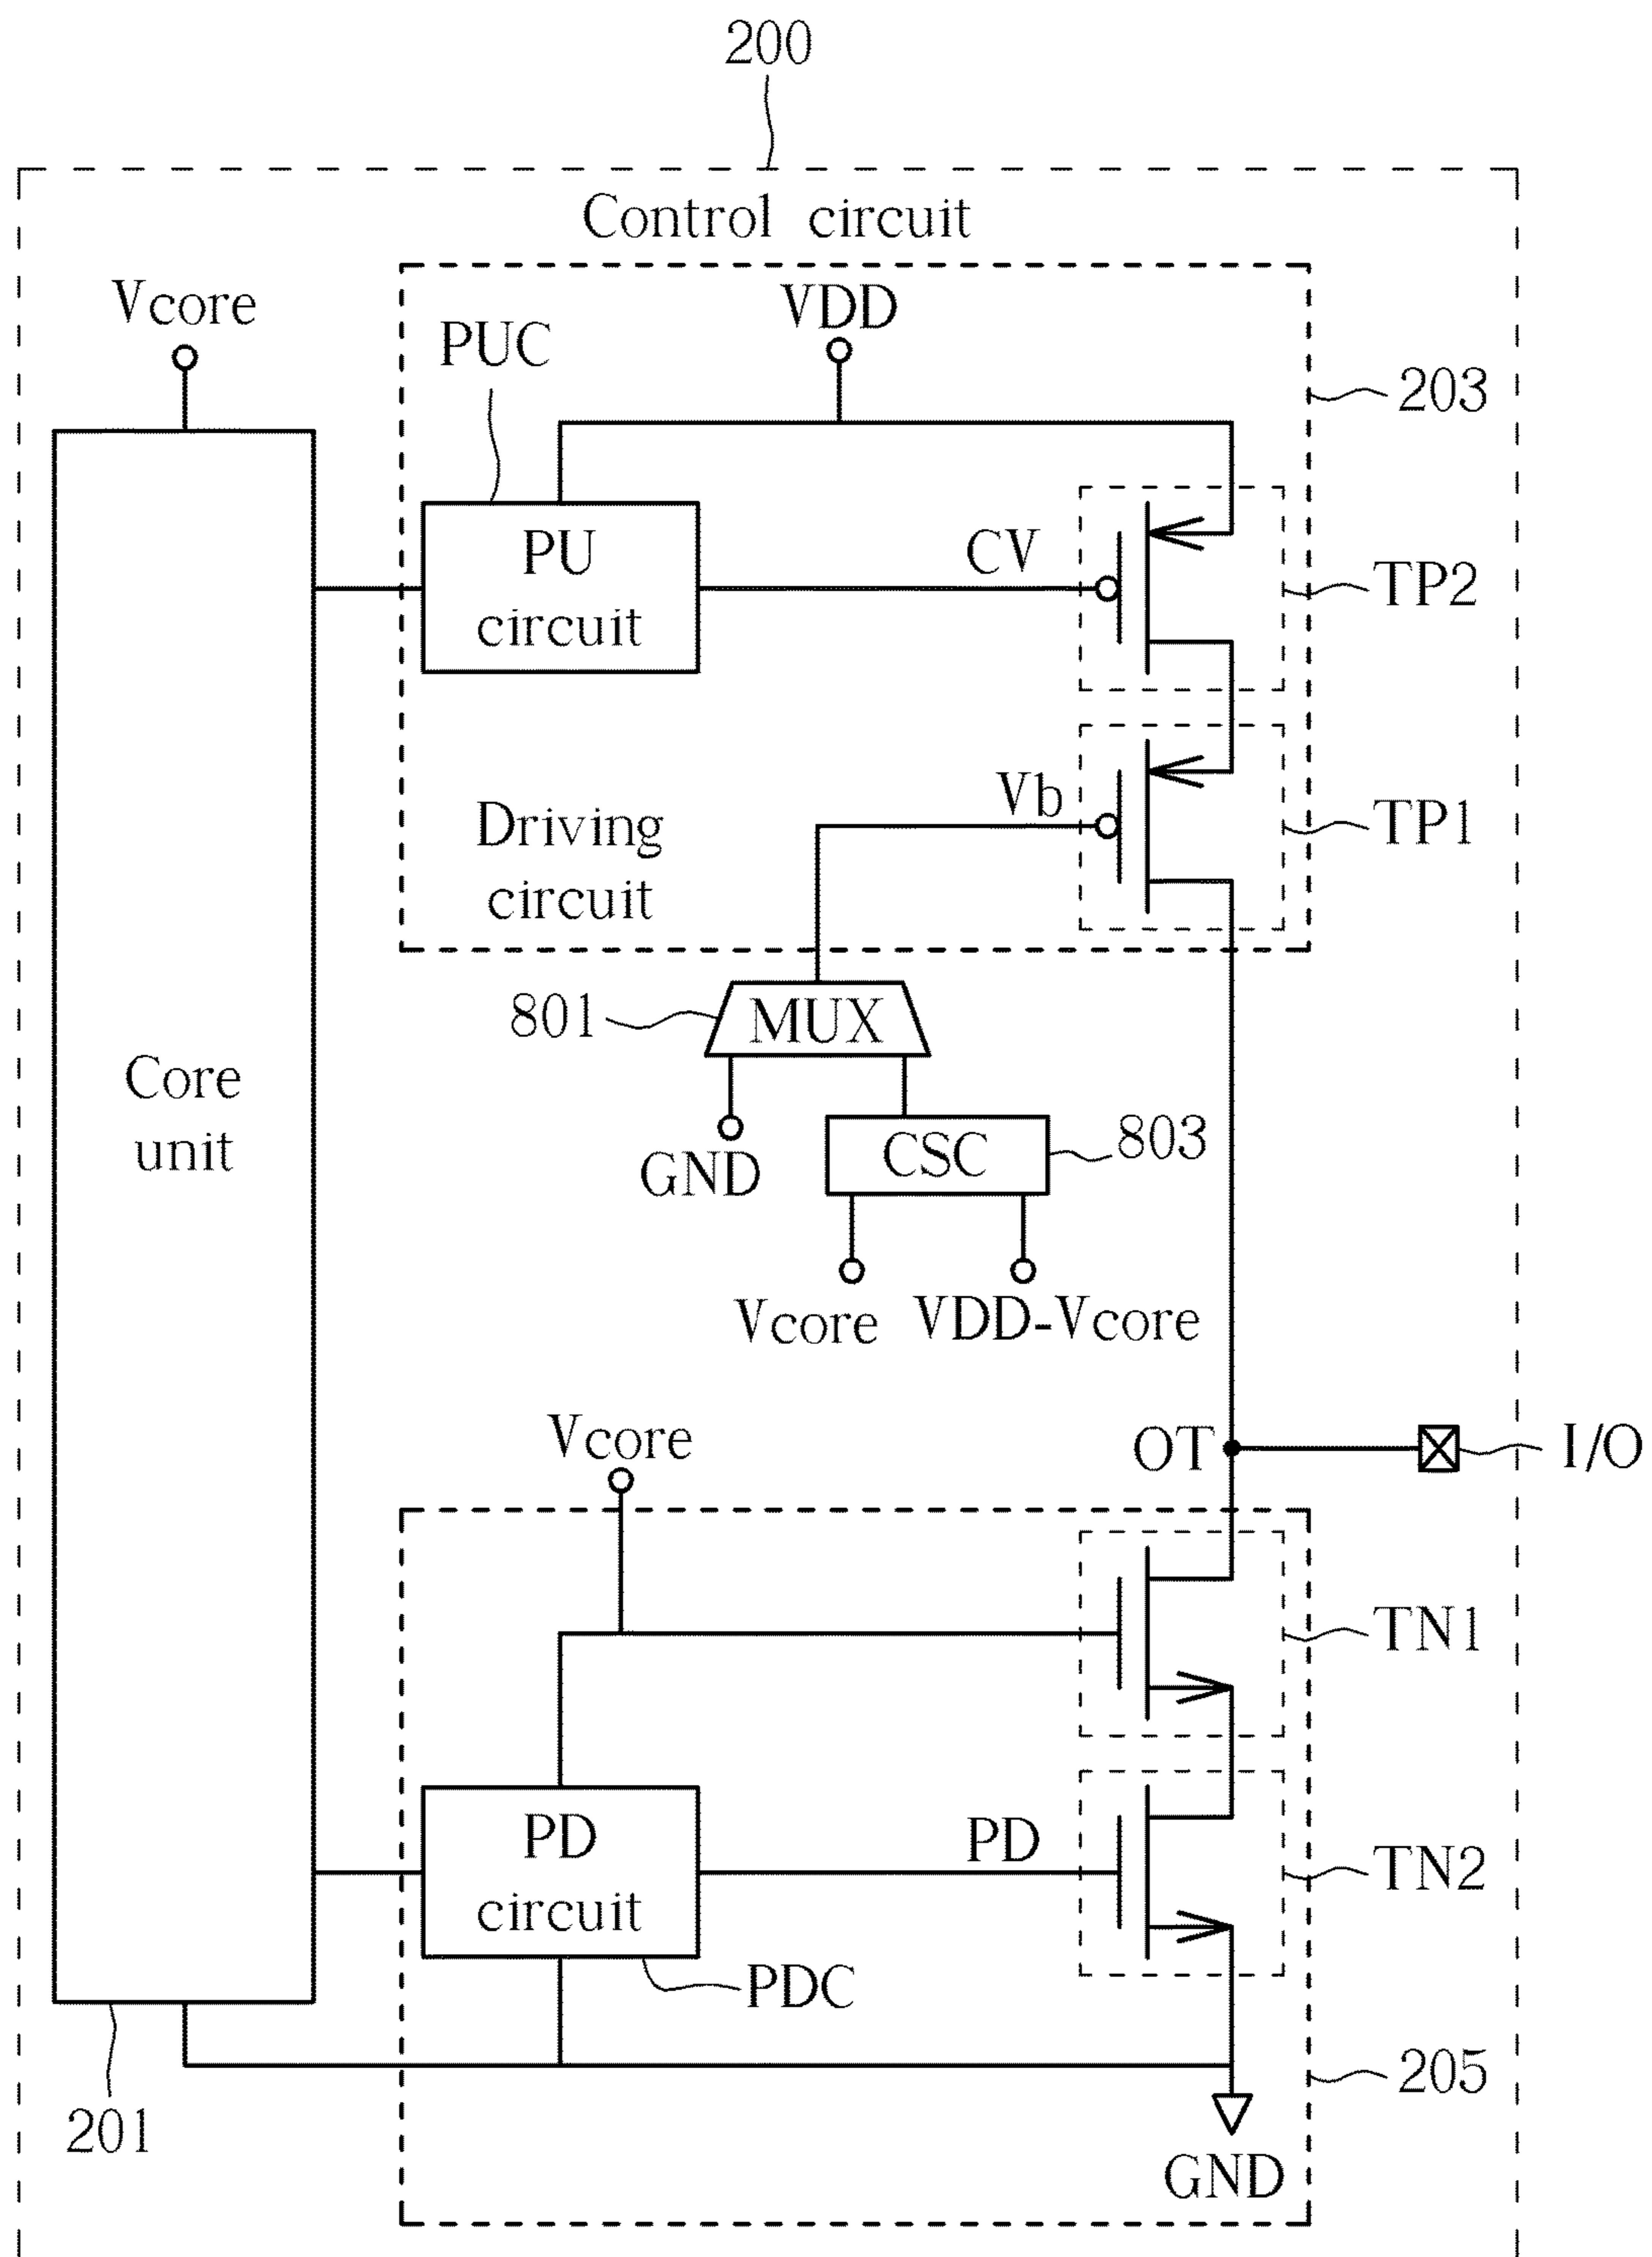 200
Control circuit
Vcore
VDD
PUC
203
PU
circuit
CV
TP2
Vb
TP1
Driving
circuit
801
MUX
Core
unit
GND
CSC
803
Vcore
VDD-Vcore
Vcore
OT
I/O
TN1
PD
circuit
PD
TN2
PDC
201
205
GND